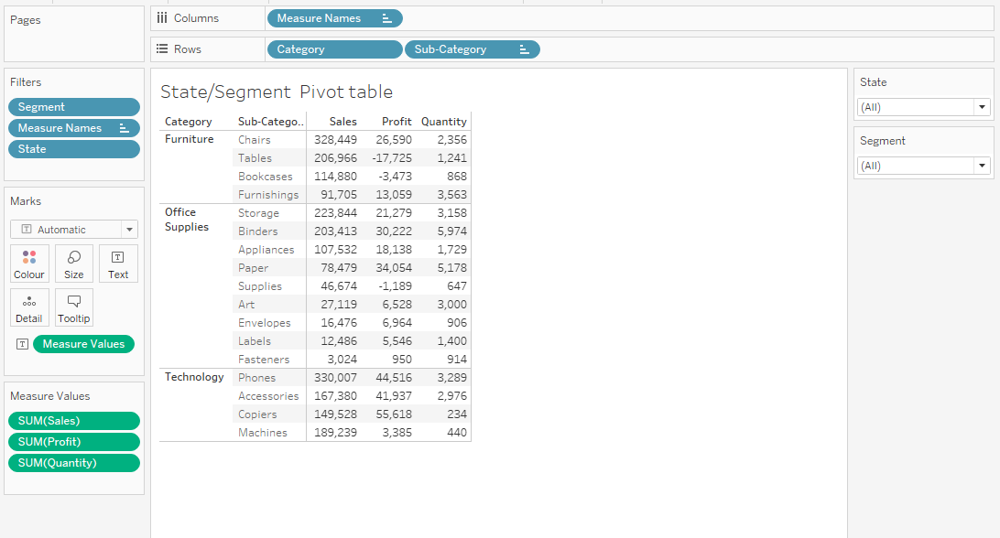 Pages
Columns
Measure Names
Rows
Category
Sub-Category
Filters
Segment
Measure Names
State
Marks
Automatic
Colour
Size
Text
Detail
Tooltip
Measure Values
Measure Values
SUM(Sales)
SUM(Profit)
SUM(Quantity)
State/Segment Pivot table
Category Sub-Catego.. Sales Profit Quantity
Furniture Chairs 328,449 26,590 2,356
Tables 206,966 -17,725 1,241
Bookcases 114,880 -3,473 868
Furnishings 91,705 13,059 3,563
Office Supplies Storage 223,844 21,279 3,158
Binders 203,413 30,222 5,974
Appliances 107,532 18,138 1,729
Paper 78,479 34,054 5,178
Supplies 46,674 -1,189 647
Art 27,119 6,528 3,000
Envelopes 16,476 6,964 906
Labels 12,486 5,546 1,400
Fasteners 3,024 950 914
Technology Phones 330,007 44,516 3,289
Accessories 167,380 41,937 2,976
Copiers 149,528 55,618 234
Machines 189,239 3,385 440
State
(All)
Segment
(All)